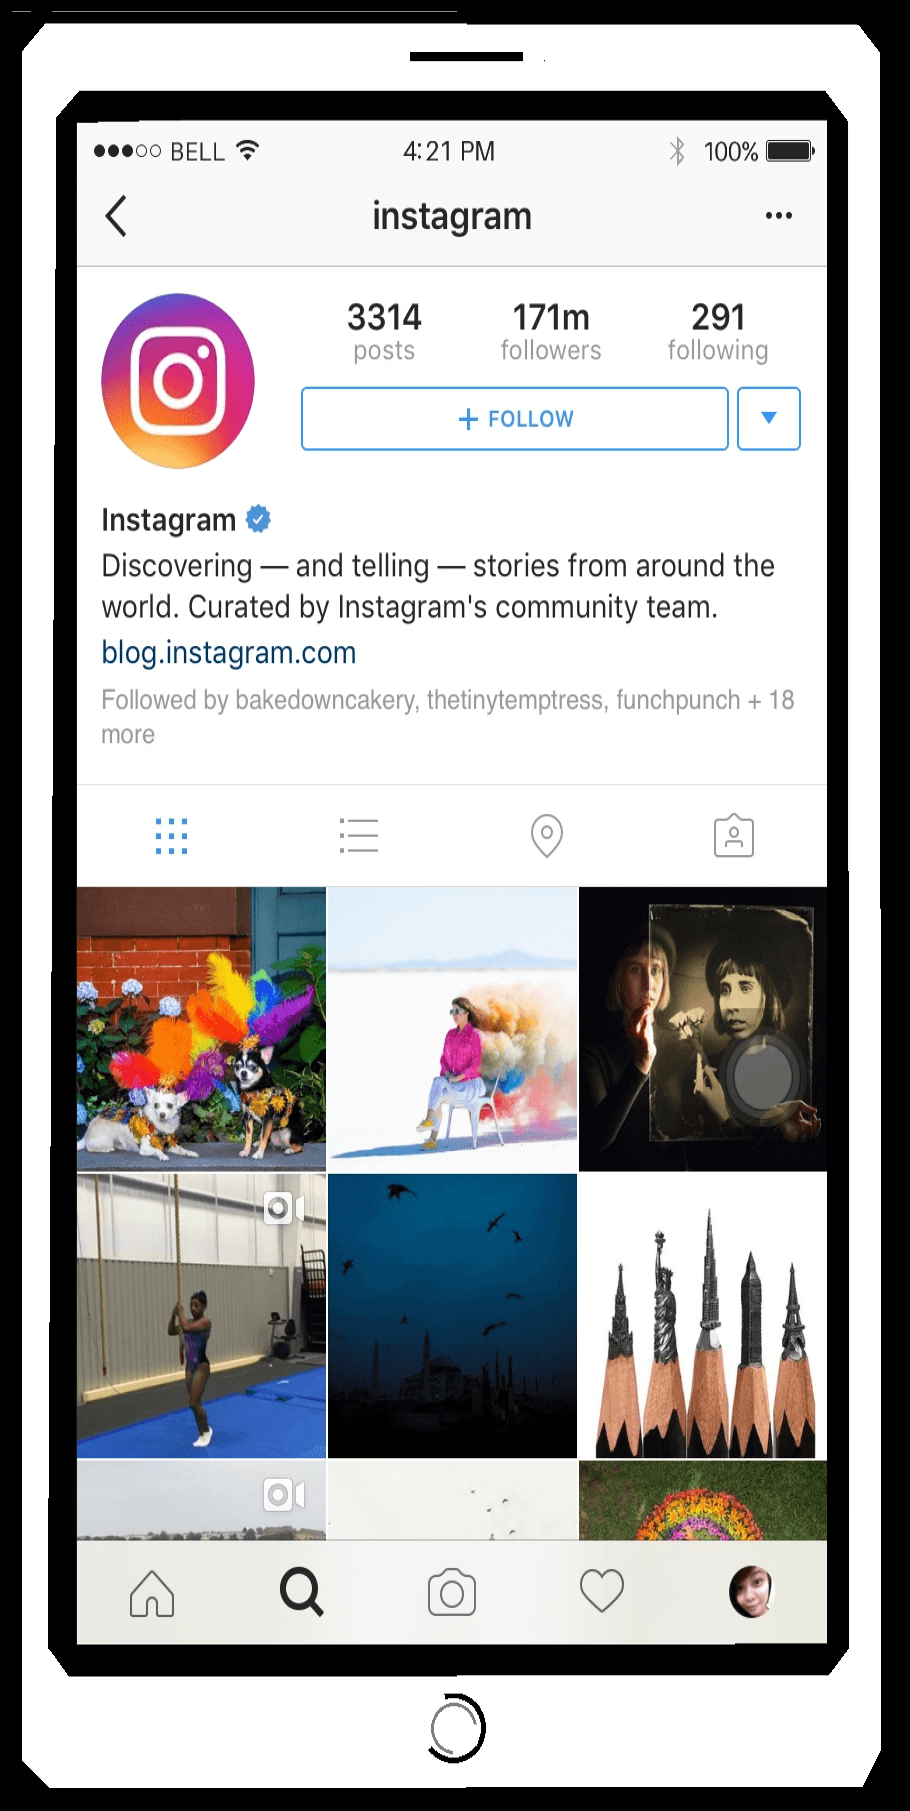 BELL 4:21 PM 100%
instagram
3314 171m 291
posts followers following
+ FOLLOW
Instagram
Discovering — and telling — stories from around the
world. Curated by Instagram's community team.
blog.instagram.com
Followed by bakedowncakery, thetinytemptress, funchpunch + 18
more